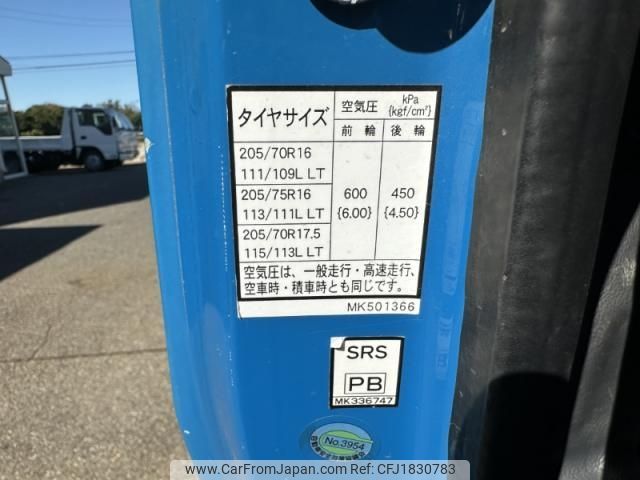 タイヤサイズ
空気圧
kPa
{kgf/cm²}
前輪
後輪
205/70R16
111/109L LT
205/75R16
113/111L LT
205/70R17.5
115/113L LT
600
{6.00}
450
{4.50}
空気圧は、一般走行・高速走行、
空車時・積車時とも同じです。
MK501366
SRS
PB
MK336747
No.3954
www.CarFromJapan.com - CFJ1830783